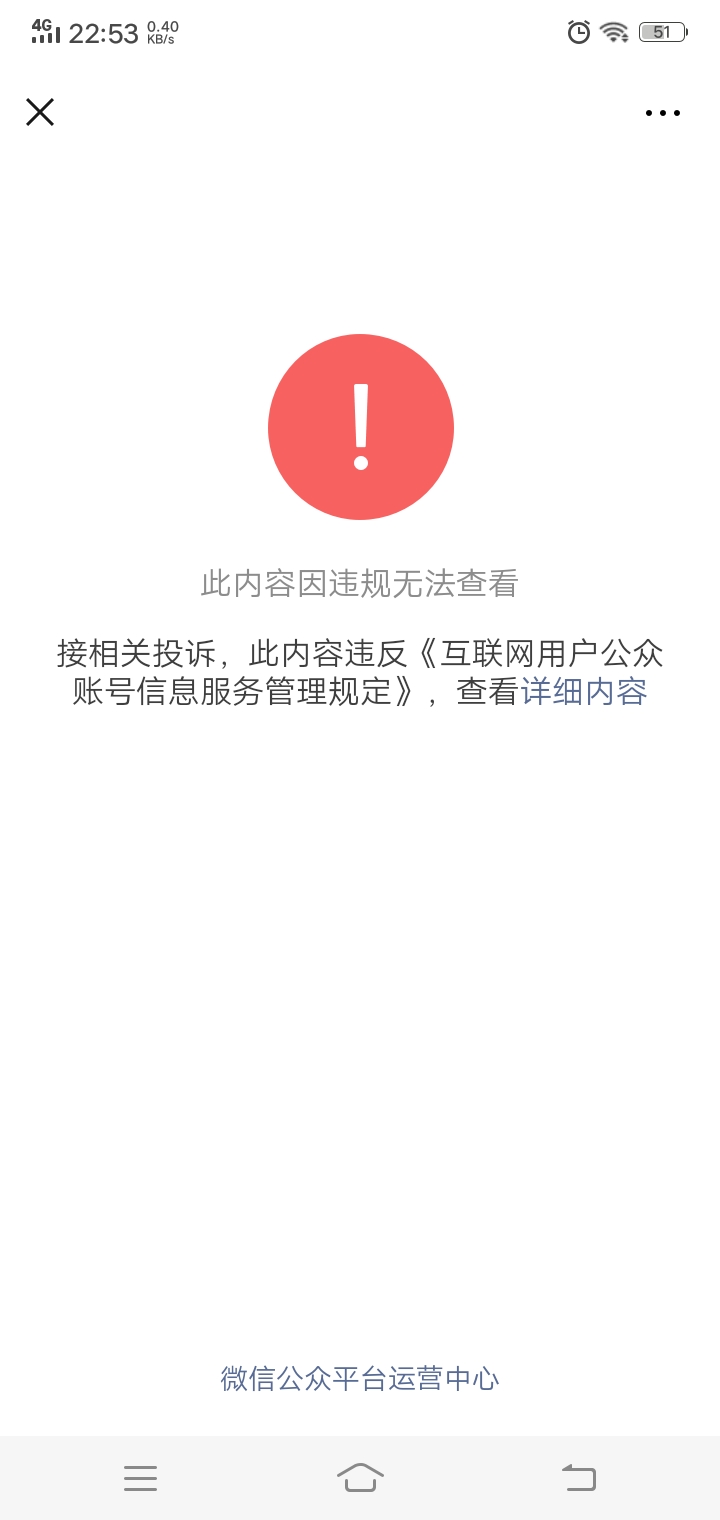 4G 22:53 0.40 KB/s 51
此内容因违规无法查看
接相关投诉，此内容违反《互联网用户公众
账号信息服务管理规定》，查看详细内容
微信公众平台运营中心